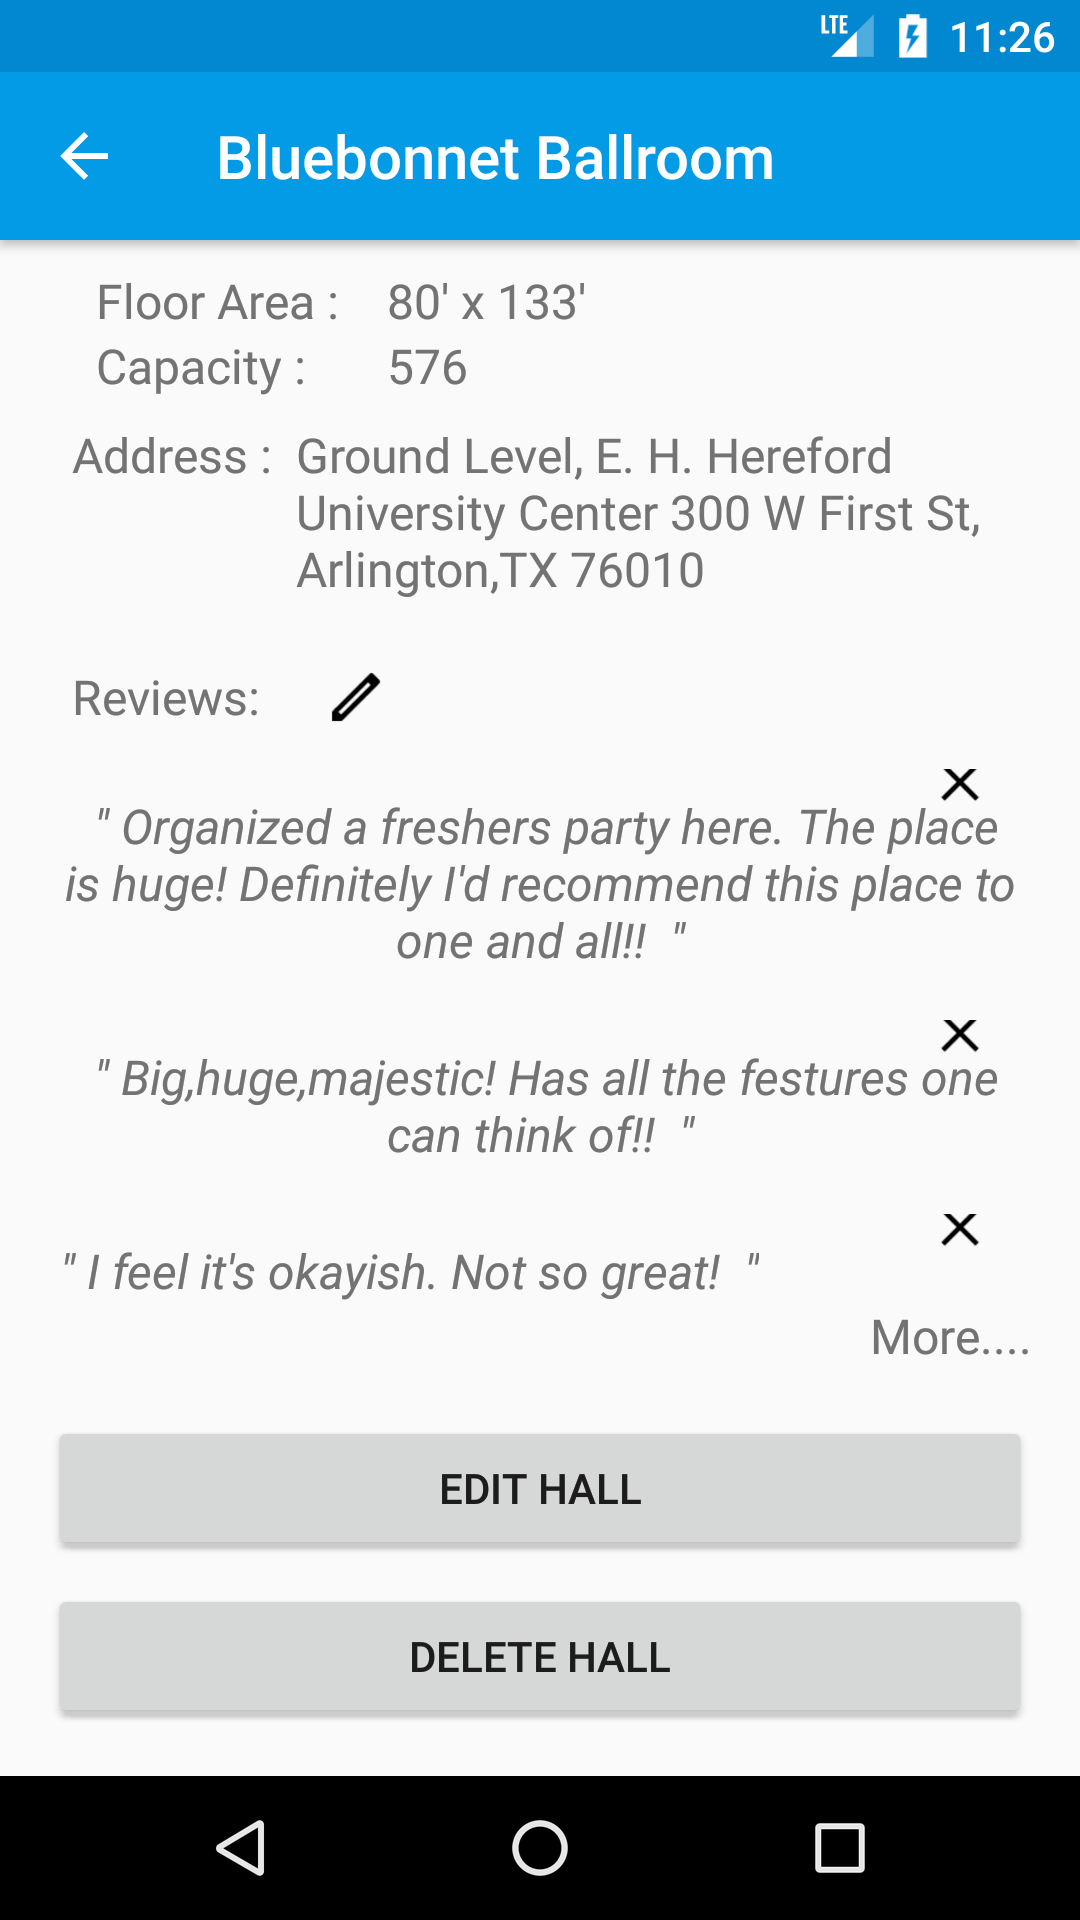 LTE 11:26
Bluebonnet Ballroom
Floor Area : 80' x 133'
Capacity : 576
Address : Ground Level, E. H. Hereford
University Center 300 W First St,
Arlington,TX 76010
Reviews:
" Organized a freshers party here. The place
is huge! Definitely I'd recommend this place to
one and all!! "
" Big,huge,majestic! Has all the festures one
can think of!! "
" I feel it's okayish. Not so great! "
More....
EDIT HALL
DELETE HALL